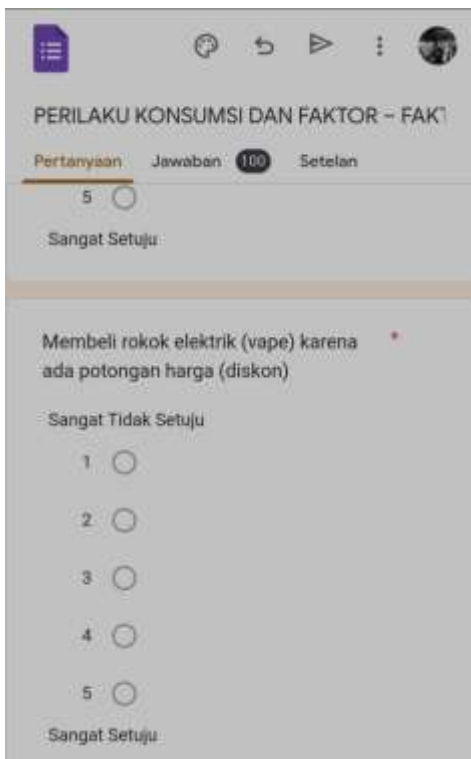 PERILAKU KONSUMSI DAN FAKTOR – FAKT
Pertanyaan Jawaban 100 Setelan
5
Sangat Setuju
Membeli rokok elektrik (vape) karena *
ada potongan harga (diskon)
Sangat Tidak Setuju
1
2
3
4
5
Sangat Setuju